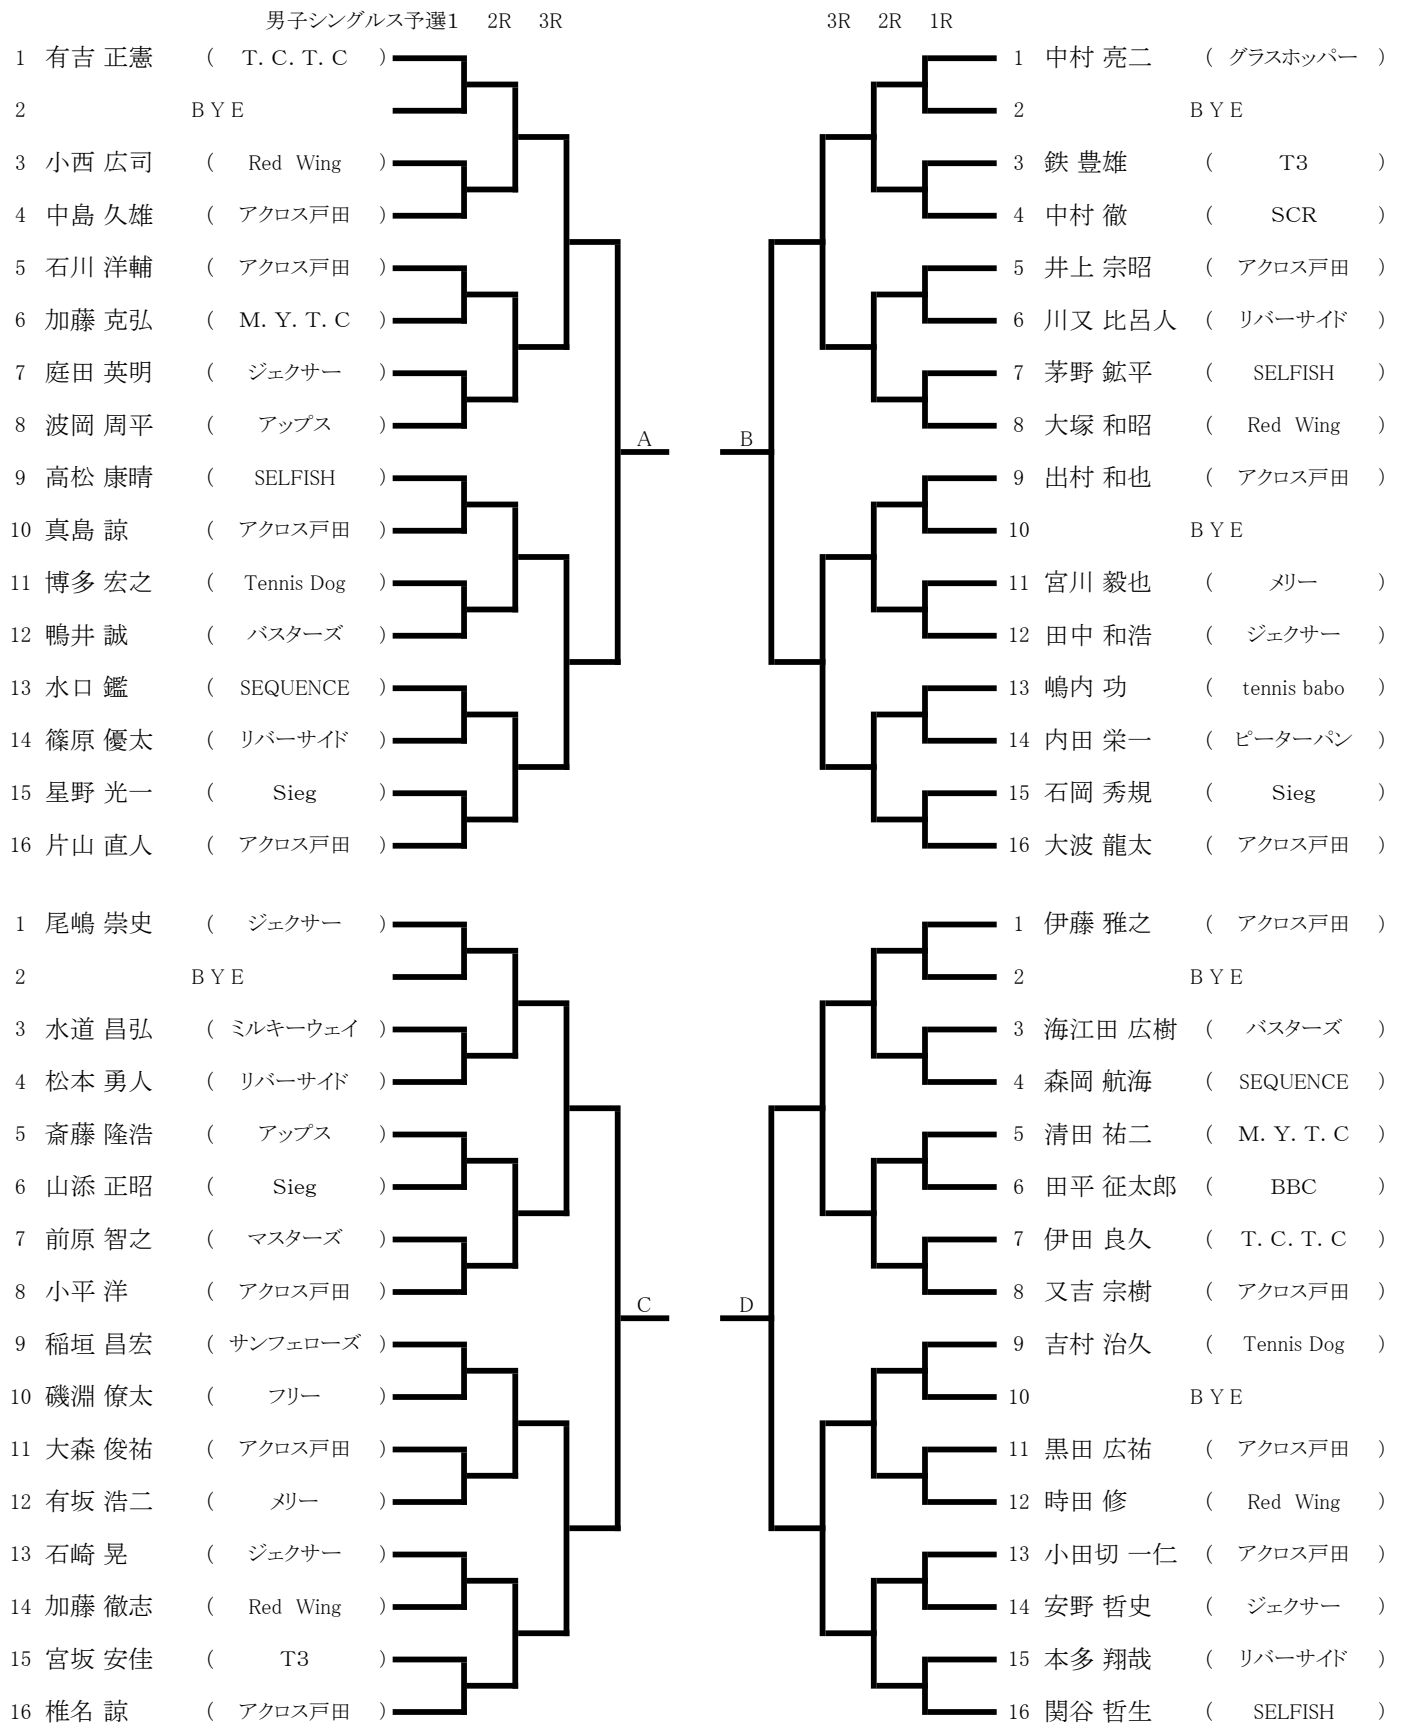 男子シングルス予選1 2R 3R
1 有吉 正憲 ( T. C. T. C )
2 B Y E
3 小西 広司 ( Red Wing )
4 中島 久雄 ( アクロス戸田 )
5 石川 洋輔 ( アクロス戸田 )
6 加藤 克弘 ( M. Y. T. C )
7 庭田 英明 ( ジェクサー )
8 波岡 周平 ( アップス )
A
9 高松 康晴 ( SELFISH )
10 真島 諒 ( アクロス戸田 )
11 博多 宏之 ( Tennis Dog )
12 鴨井 誠 ( バスターズ )
13 水口 鑑 ( SEQUENCE )
14 篠原 優太 ( リバーサイド )
15 星野 光一 ( Sieg )
16 片山 直人 ( アクロス戸田 )
3R 2R 1R
1 中村 亮二 ( グラスホッパー )
2 B Y E
3 鉄 豊雄 ( T3 )
4 中村 徹 ( SCR )
5 井上 宗昭 ( アクロス戸田 )
6 川又 比呂人 ( リバーサイド )
7 茅野 鉱平 ( SELFISH )
8 大塚 和昭 ( Red Wing )
B
9 出村 和也 ( アクロス戸田 )
10 B Y E
11 宮川 毅也 ( メリー )
12 田中 和浩 ( ジェクサー )
13 嶋内 功 ( tennis babo )
14 内田 栄一 ( ピーターパン )
15 石岡 秀規 ( Sieg )
16 大波 龍太 ( アクロス戸田 )
1 尾嶋 崇史 ( ジェクサー )
2 B Y E
3 水道 昌弘 ( ミルキーウェイ )
4 松本 勇人 ( リバーサイド )
5 斎藤 隆浩 ( アップス )
6 山添 正昭 ( Sieg )
7 前原 智之 ( マスターズ )
8 小平 洋 ( アクロス戸田 )
C
9 稲垣 昌宏 ( サンフェローズ )
10 磯淵 僚太 ( フリー )
11 大森 俊祐 ( アクロス戸田 )
12 有坂 浩二 ( メリー )
13 石崎 晃 ( ジェクサー )
14 加藤 徹志 ( Red Wing )
15 宮坂 安佳 ( T3 )
16 椎名 諒 ( アクロス戸田 )
1 伊藤 雅之 ( アクロス戸田 )
2 B Y E
3 海江田 広樹 ( バスターズ )
4 森岡 航海 ( SEQUENCE )
5 清田 祐二 ( M. Y. T. C )
6 田平 征太郎 ( BBC )
7 伊田 良久 ( T. C. T. C )
8 又吉 宗樹 ( アクロス戸田 )
D
9 吉村 治久 ( Tennis Dog )
10 B Y E
11 黒田 広祐 ( アクロス戸田 )
12 時田 修 ( Red Wing )
13 小田切 一仁 ( アクロス戸田 )
14 安野 哲史 ( ジェクサー )
15 本多 翔哉 ( リバーサイド )
16 関谷 哲生 ( SELFISH )